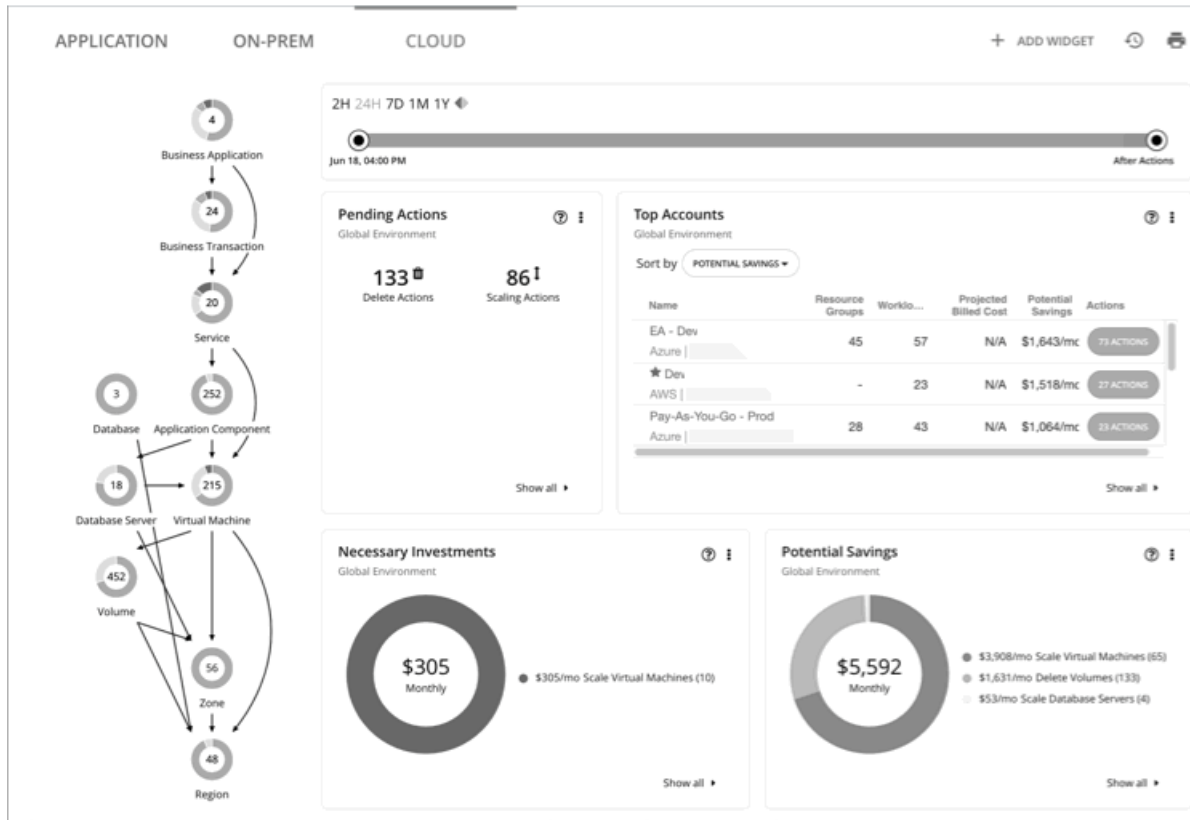 APPLICATION ON-PREM CLOUD
+ ADD WIDGET
4
Business Application
24
Business Transaction
20
Service
3
252
Database Application Component
18
215
Database Server Virtual Machine
452
Volume
56
Zone
48
Region
2H 24H 7D 1M 1Y
Jun 18, 04:00 PM After Actions
Pending Actions
Global Environment
133 86
Delete Actions Scaling Actions
Show all
Top Accounts
Global Environment
Sort by POTENTIAL SAVINGS
Name Resource Groups Worklo... Projected Billed Cost Potential Savings Actions
EA - Dev 45 57 N/A $1,643/mc 73 ACTIONS
Azure |
Dev - 23 N/A $1,518/mc 27 ACTIONS
AWS |
Pay-As-You-Go - Prod 28 43 N/A $1,064/mc 23 ACTIONS
Azure |
Show all
Necessary Investments
Global Environment
$305
Monthly
$305/mo Scale Virtual Machines (10)
Show all
Potential Savings
Global Environment
$5,592
Monthly
$3,908/mo Scale Virtual Machines (65)
$1,631/mo Delete Volumes (133)
$53/mo Scale Database Servers (4)
Show all